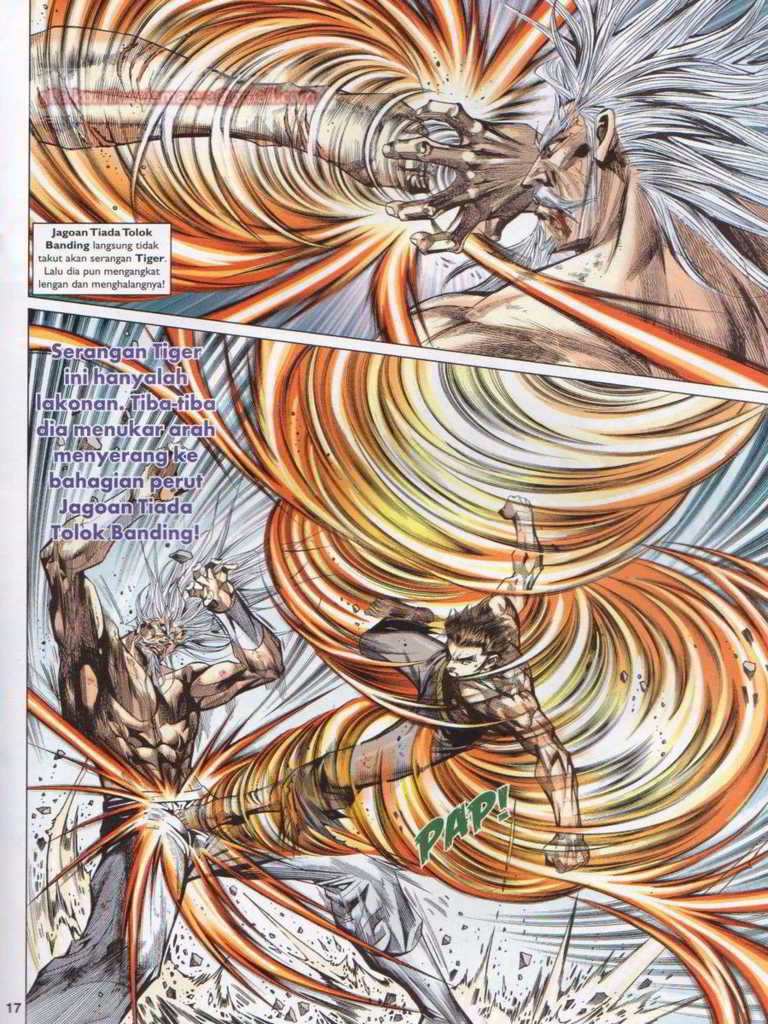 Jagoan Tiada Tolok
Banding langsung tidak
takut akan serangan Tiger.
Lalu dia pun mengangkat
lengan dan menghalangnya!
Serangan Tiger
ini hanyalah
lakonan. Tiba-tiba
dia menukar arah
menyerang ke
bahagian perut
Jagoan Tiada
Tolok Banding!
PAP!
17